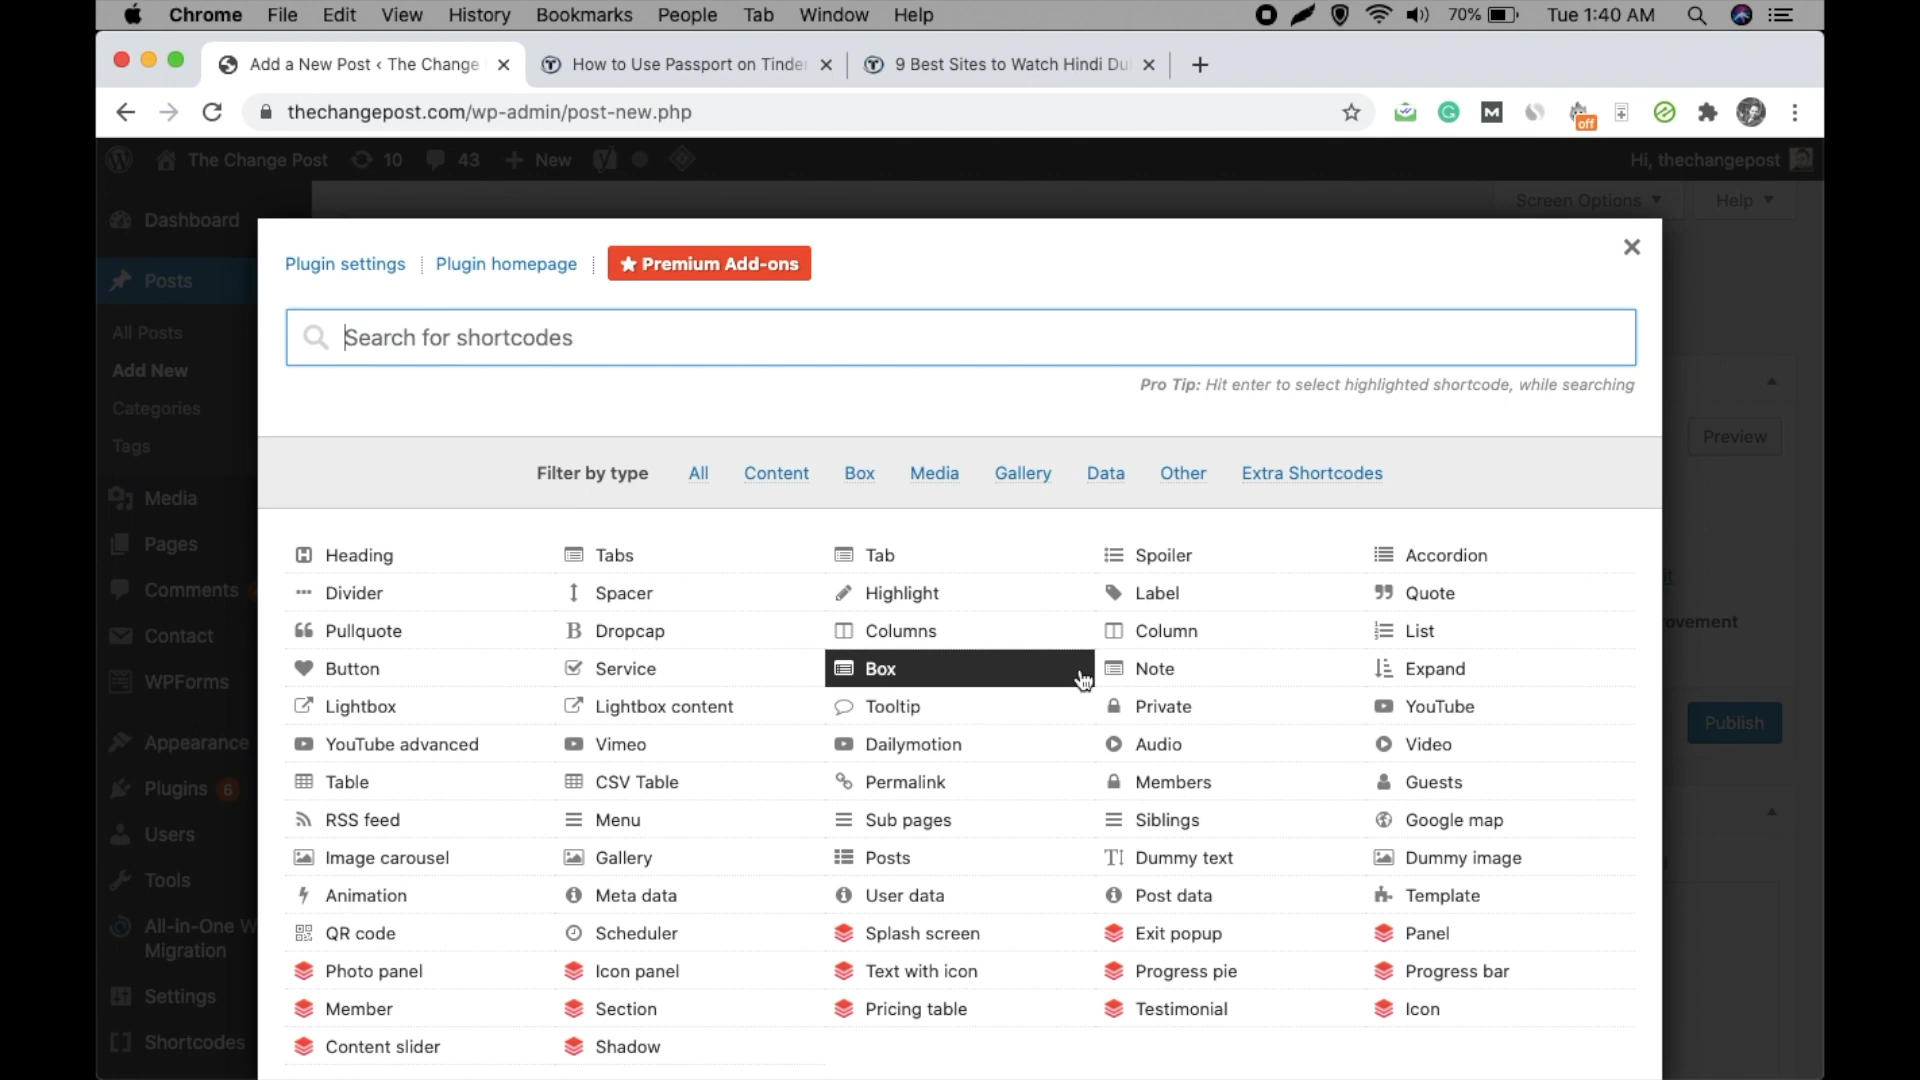 Chrome File Edit View History Bookmarks People Tab Window Help 70% Tue 1:40 AM
Add a New Post ‹ The Change How to Use Passport on Tinder 9 Best Sites to Watch Hindi Du
thechangepost.com/wp-admin/post-new.php off
The Change Post 10 43 New Hi, thechangepost
Screen Options Help
Dashboard
Posts
All Posts
Add New
Categories
Tags
Media
Pages
Comments
Contact
WPForms
Appearance
Plugins 6
Users
Tools
All-in-One W
Migration
Settings
Shortcodes
Plugin settings Plugin homepage Premium Add-ons
Search for shortcodes
Pro Tip: Hit enter to select highlighted shortcode, while searching
Preview
Filter by type All Content Box Media Gallery Data Other Extra Shortcodes
Heading Tabs Tab Spoiler Accordion
Divider Spacer Highlight Label Quote
Pullquote Dropcap Columns Column List
ovement
Button Service Box Note Expand
Lightbox Lightbox content Tooltip Private YouTube
Publish
YouTube advanced Vimeo Dailymotion Audio Video
Table CSV Table Permalink Members Guests
RSS feed Menu Sub pages Siblings Google map
Image carousel Gallery Posts Dummy text Dummy image
Animation Meta data User data Post data Template
QR code Scheduler Splash screen Exit popup Panel
Photo panel Icon panel Text with icon Progress pie Progress bar
Member Section Pricing table Testimonial Icon
Content slider Shadow